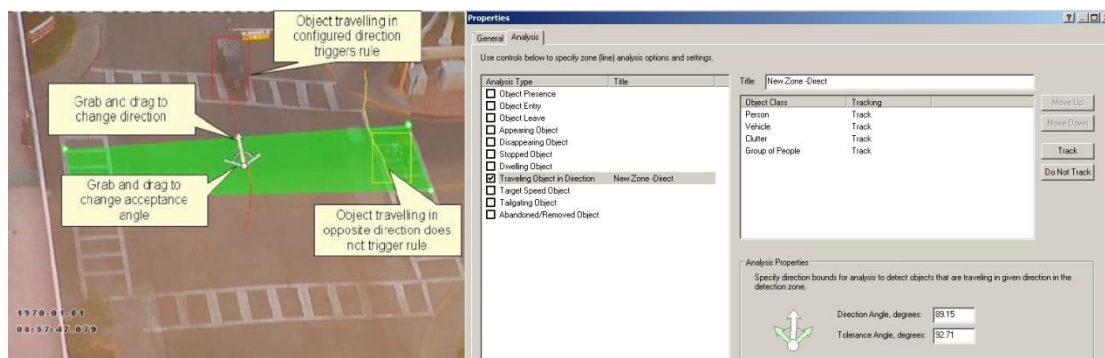 Object travelling in
configured direction
triggers rule
Grab and drag to
change direction
Grab and drag to
change acceptance
angle
Object travelling in
opposite direction does
not trigger rule
1970-01-01
00:57:47.079
Properties
General Analysis
Use controls below to specify zone (line) analysis options and settings.
Analysis Type Title
Object Presence
Object Entry
Object Leave
Appearing Object
Disappearing Object
Stopped Object
Dwelling Object
Traveling Object in Direction New Zone -Direct
Target Speed Object
Tailgating Object
Abandoned/Removed Object
Title: New Zone -Direct
Object Class Tracking
Person Track
Vehicle Track
Clutter Track
Group of People Track
Move Up
Move Down
Track
Do Not Track
Analysis Properties
Specify direction bounds for analysis to detect objects that are traveling in given direction in the
detection zone.
Direction Angle, degrees: 89.15
Tolerance Angle, degrees: 92.71